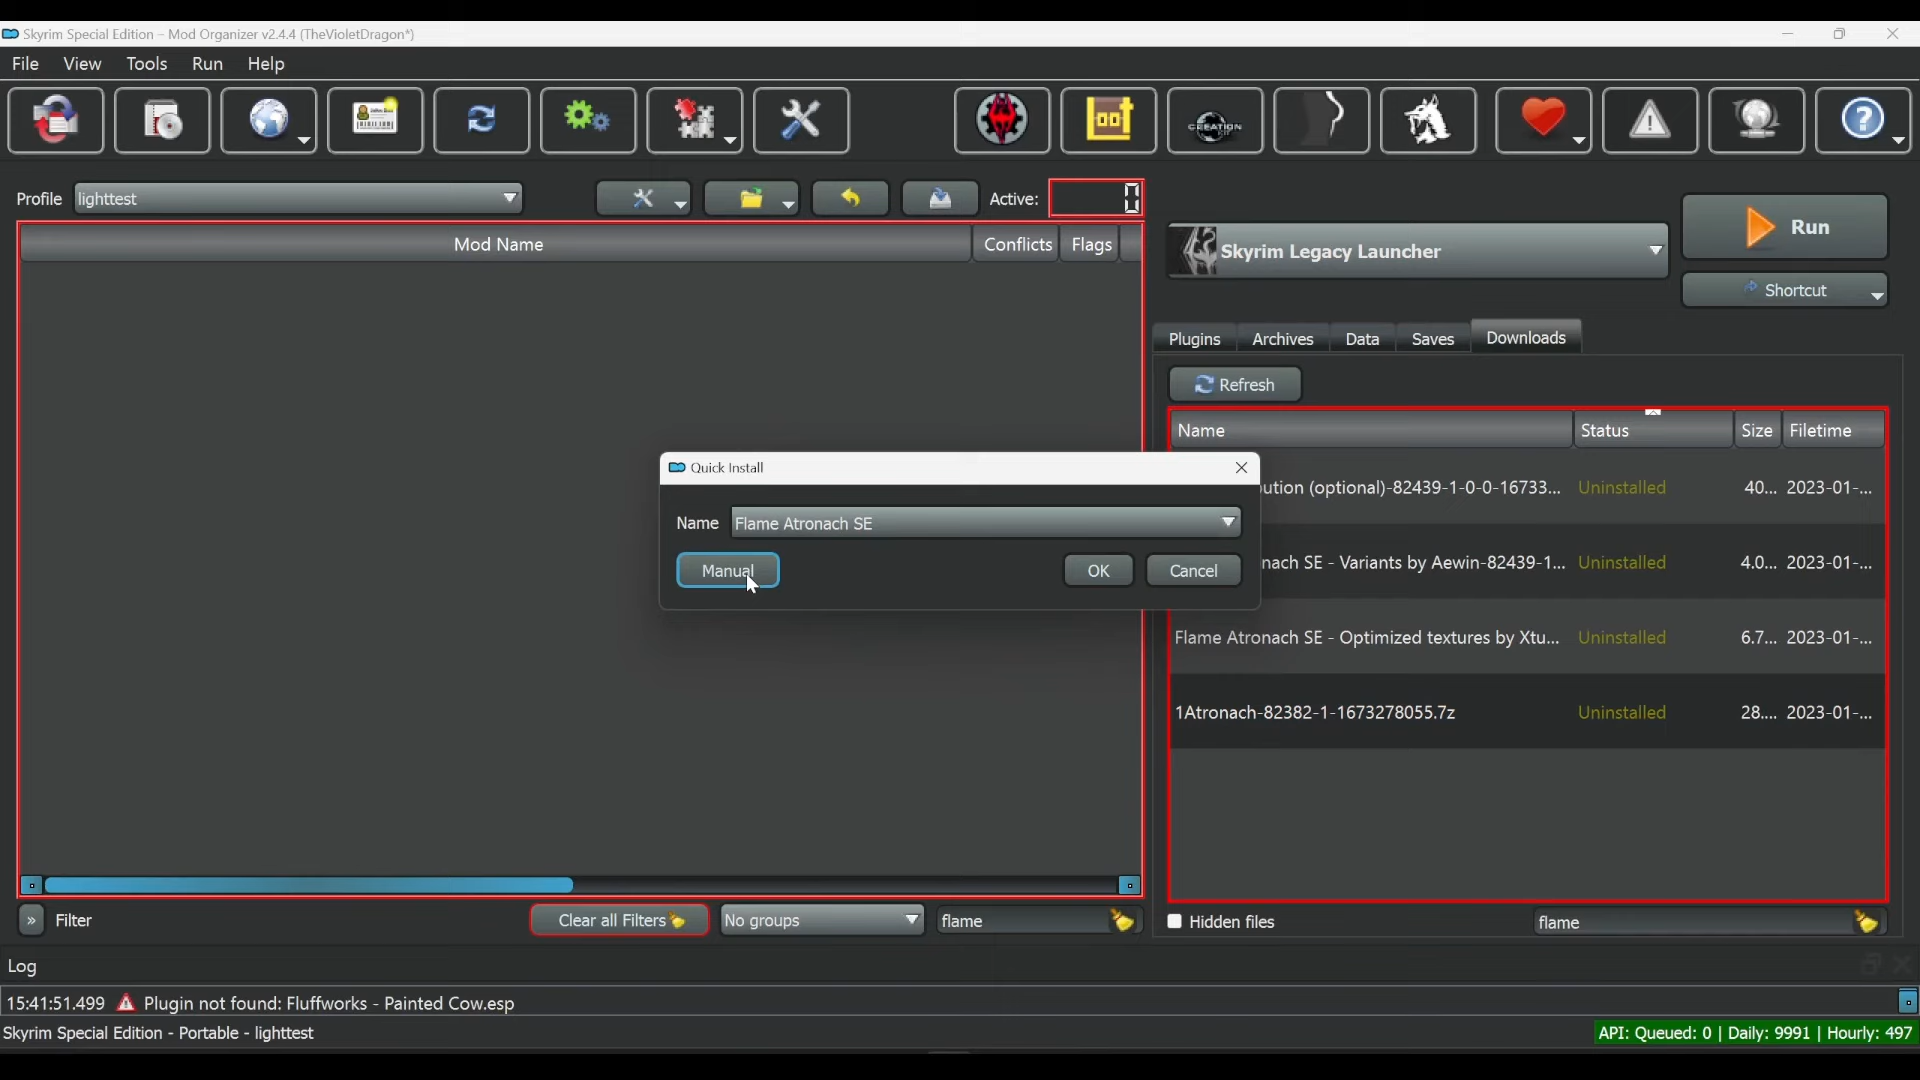 Skyrim Special Edition – Mod Organizer v2.4.4 (TheVioletDragon*)
File View Tools Run Help
CREATION KIT
Profile lighttest Active: 0
Mod Name Conflicts Flags
Skyrim Legacy Launcher
Run
Shortcut
Plugins Archives Data Saves Downloads
Refresh
Name Status Size Filetime
ution (optional)-82439-1-0-0-16733... Uninstalled 40... 2023-01-...
nach SE - Variants by Aewin-82439-1... Uninstalled 4.0... 2023-01-...
Flame Atronach SE - Optimized textures by Xtu... Uninstalled 6.7... 2023-01-...
1Atronach-82382-1-1673278055.7z Uninstalled 28.... 2023-01-...
Quick Install
Name Flame Atronach SE
Manual OK Cancel
» Filter Clear all Filters No groups flame
Hidden files flame
Log
15:41:51.499 Plugin not found: Fluffworks - Painted Cow.esp
Skyrim Special Edition - Portable - lighttest
API: Queued: 0 | Daily: 9991 | Hourly: 497